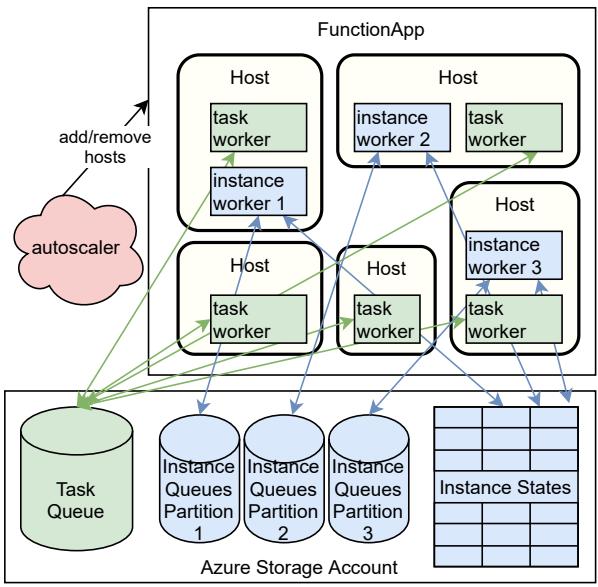 FunctionApp
Host
task
worker
instance
worker 1
Host
instance
worker 2
task
worker
add/remove
hosts
autoscaler
Host
instance
worker 3
task
worker
Host
task
worker
Host
task
worker
Task
Queue
Instance
Queues
Partition
1
Instance
Queues
Partition
2
Instance
Queues
Partition
3
Instance States
Azure Storage Account